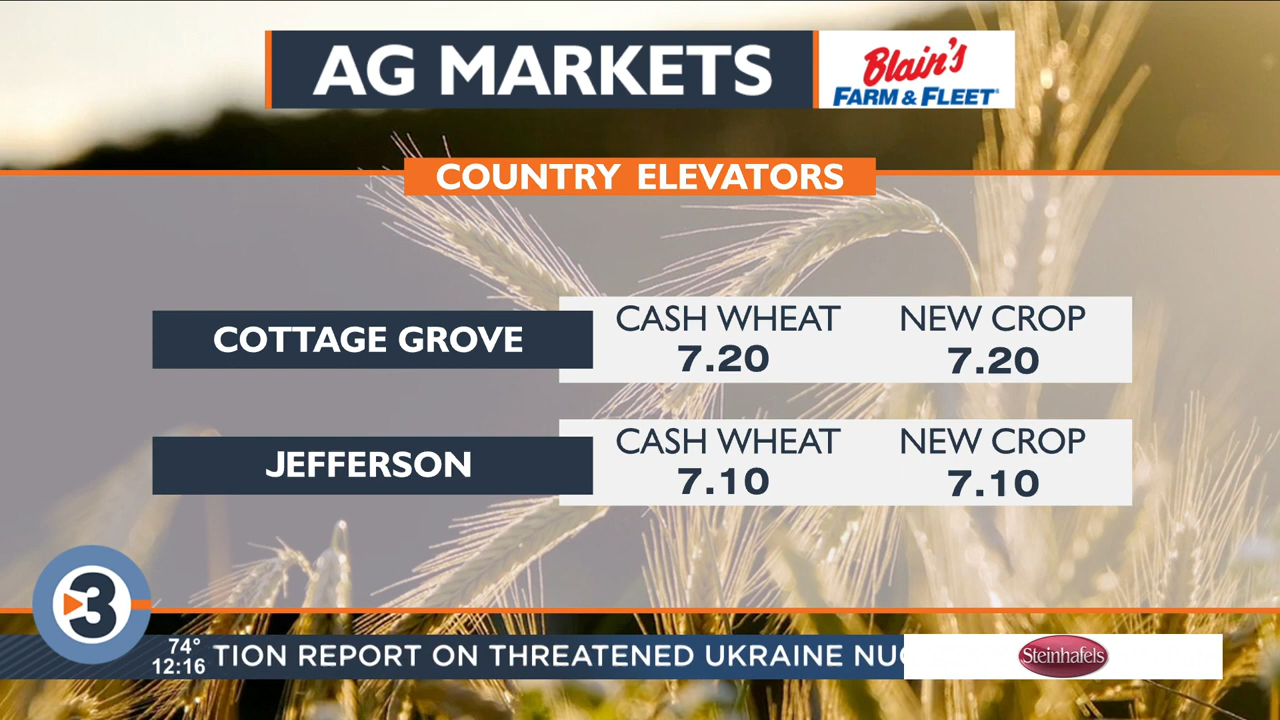 AG MARKETS
Blain's
FARM & FLEET
COUNTRY ELEVATORS
COTTAGE GROVE
CASH WHEAT
7.20
NEW CROP
7.20
JEFFERSON
CASH WHEAT
7.10
NEW CROP
7.10
3
74°
12:16
TION REPORT ON THREATENED UKRAINE NUC
Steinhafels